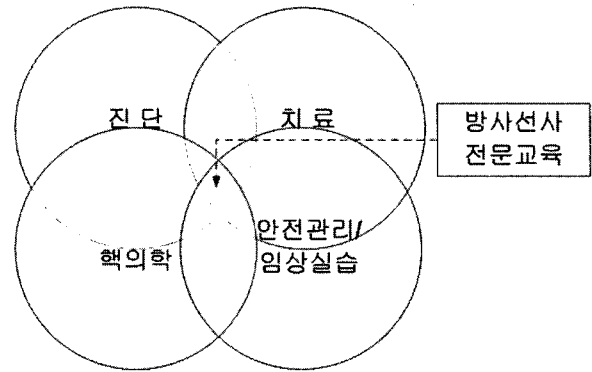 진 단
치 료
방사선사
전문교육
핵의학
안전관리/
임상실습